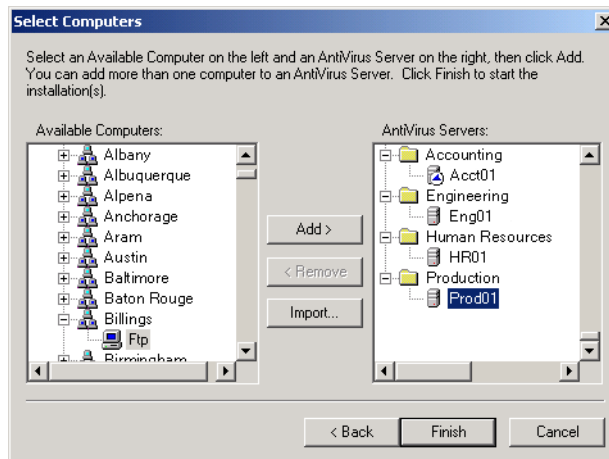 Select Computers
Select an Available Computer on the left and an AntiVirus Server on the right, then click Add.
You can add more than one computer to an AntiVirus Server. Click Finish to start the
installation(s).
Available Computers:
Albany
Albuquerque
Alpena
Anchorage
Aram
Austin
Baltimore
Baton Rouge
Billings
Ftp
Birmingham
Add >
< Remove
Import...
AntiVirus Servers:
Accounting
Acct01
Engineering
Eng01
Human Resources
HR01
Production
Prod01
< Back
Finish
Cancel